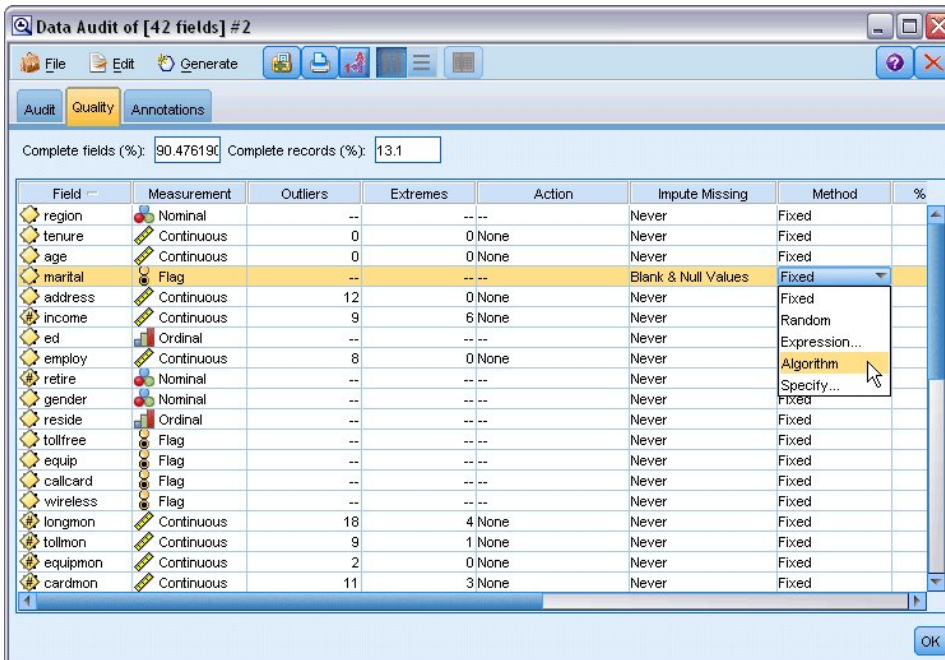 Data Audit of [42 fields] #2
File Edit Generate
Audit Quality Annotations
Complete fields (%): 90.476190 Complete records (%): 13.1
Field Measurement Outliers Extremes Action Impute Missing Method %
region Nominal -- -- -- Never Fixed
tenure Continuous 0 0 None Never Fixed
age Continuous 0 0 None Never Fixed
marital Flag -- -- -- Blank & Null Values Fixed
address Continuous 12 0 None Never Fixed
income Continuous 9 6 None Never Random
ed Ordinal -- -- -- Never Expression...
employ Continuous 8 0 None Never Algorithm
retire Nominal -- -- -- Never Specify...
gender Nominal -- -- -- Never Fixed
reside Ordinal -- -- -- Never Fixed
tollfree Flag -- -- -- Never Fixed
equip Flag -- -- -- Never Fixed
callcard Flag -- -- -- Never Fixed
wireless Flag -- -- -- Never Fixed
longmon Continuous 18 4 None Never Fixed
tollmon Continuous 9 1 None Never Fixed
equipmon Continuous 2 0 None Never Fixed
cardmon Continuous 11 3 None Never Fixed
OK